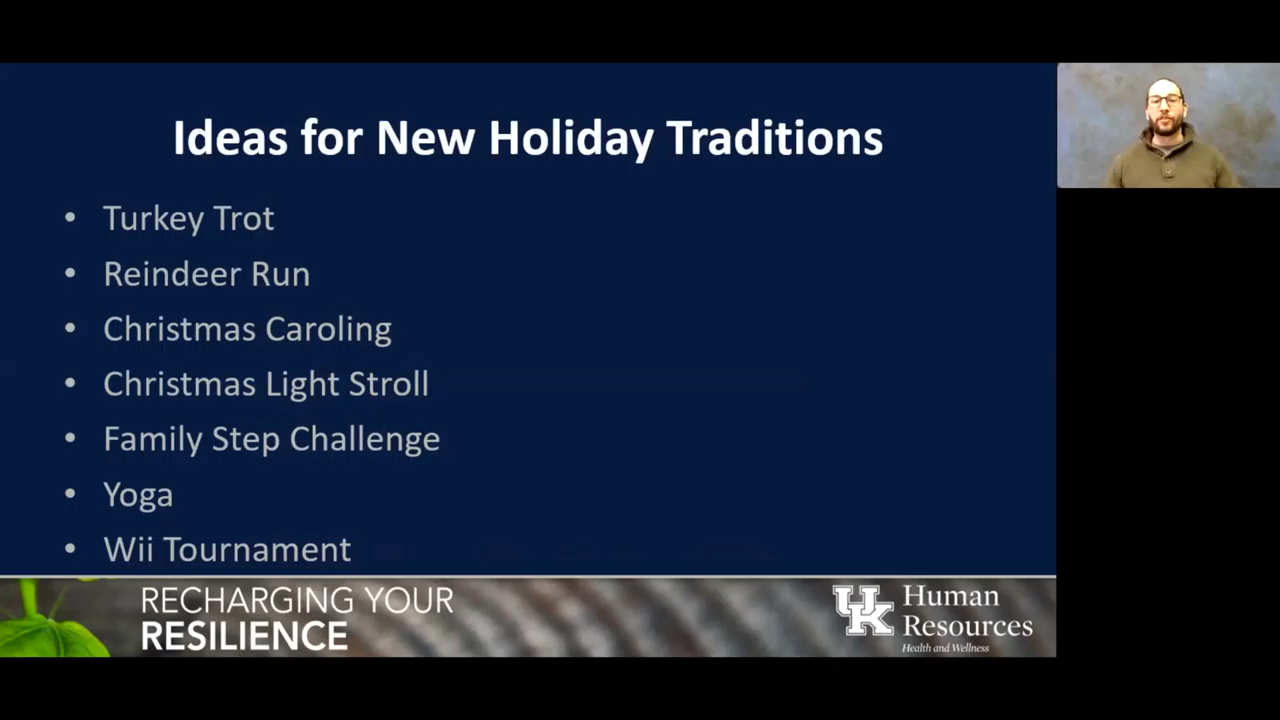 Ideas for New Holiday Traditions
• Turkey Trot
• Reindeer Run
• Christmas Caroling
• Christmas Light Stroll
• Family Step Challenge
• Yoga
• Wii Tournament
RECHARGING YOUR
RESILIENCE
UK
Human
Resources
Health and Wellness